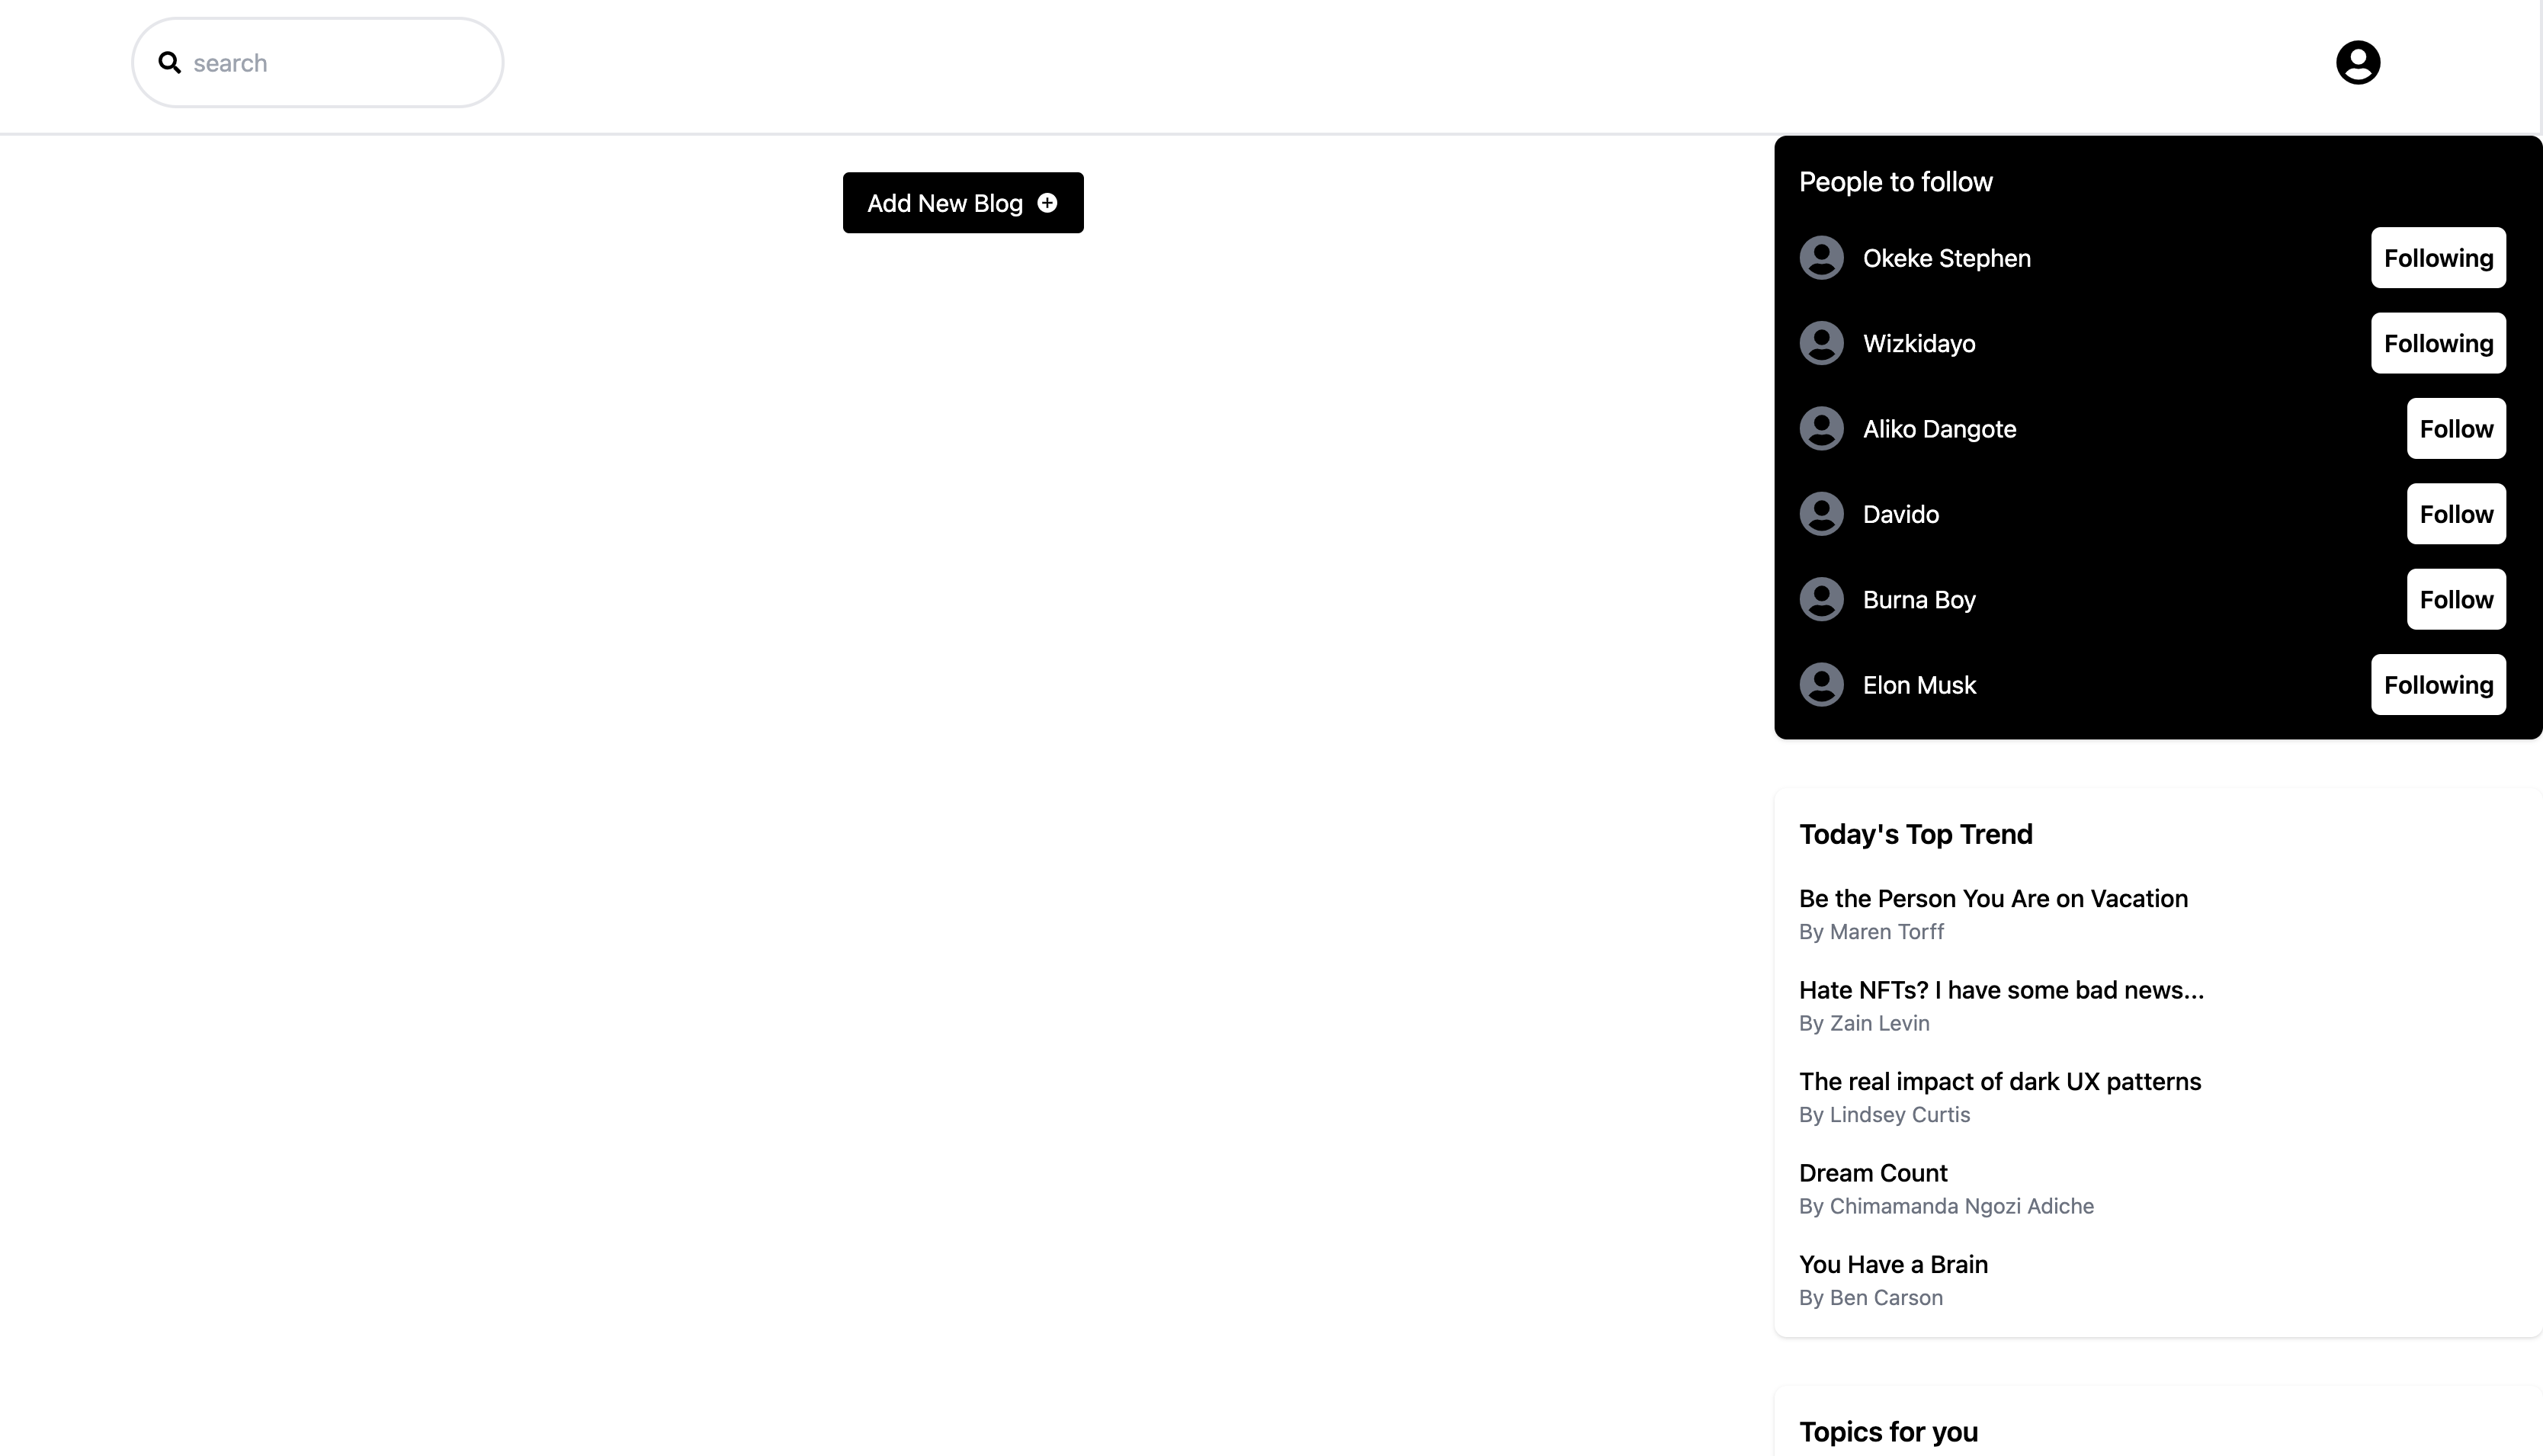 search
Add New Blog
People to follow
Okeke Stephen Following
Wizkidayo Following
Aliko Dangote Follow
Davido Follow
Burna Boy Follow
Elon Musk Following
Today's Top Trend
Be the Person You Are on Vacation
By Maren Torff
Hate NFTs? I have some bad news...
By Zain Levin
The real impact of dark UX patterns
By Lindsey Curtis
Dream Count
By Chimamanda Ngozi Adiche
You Have a Brain
By Ben Carson
Topics for you